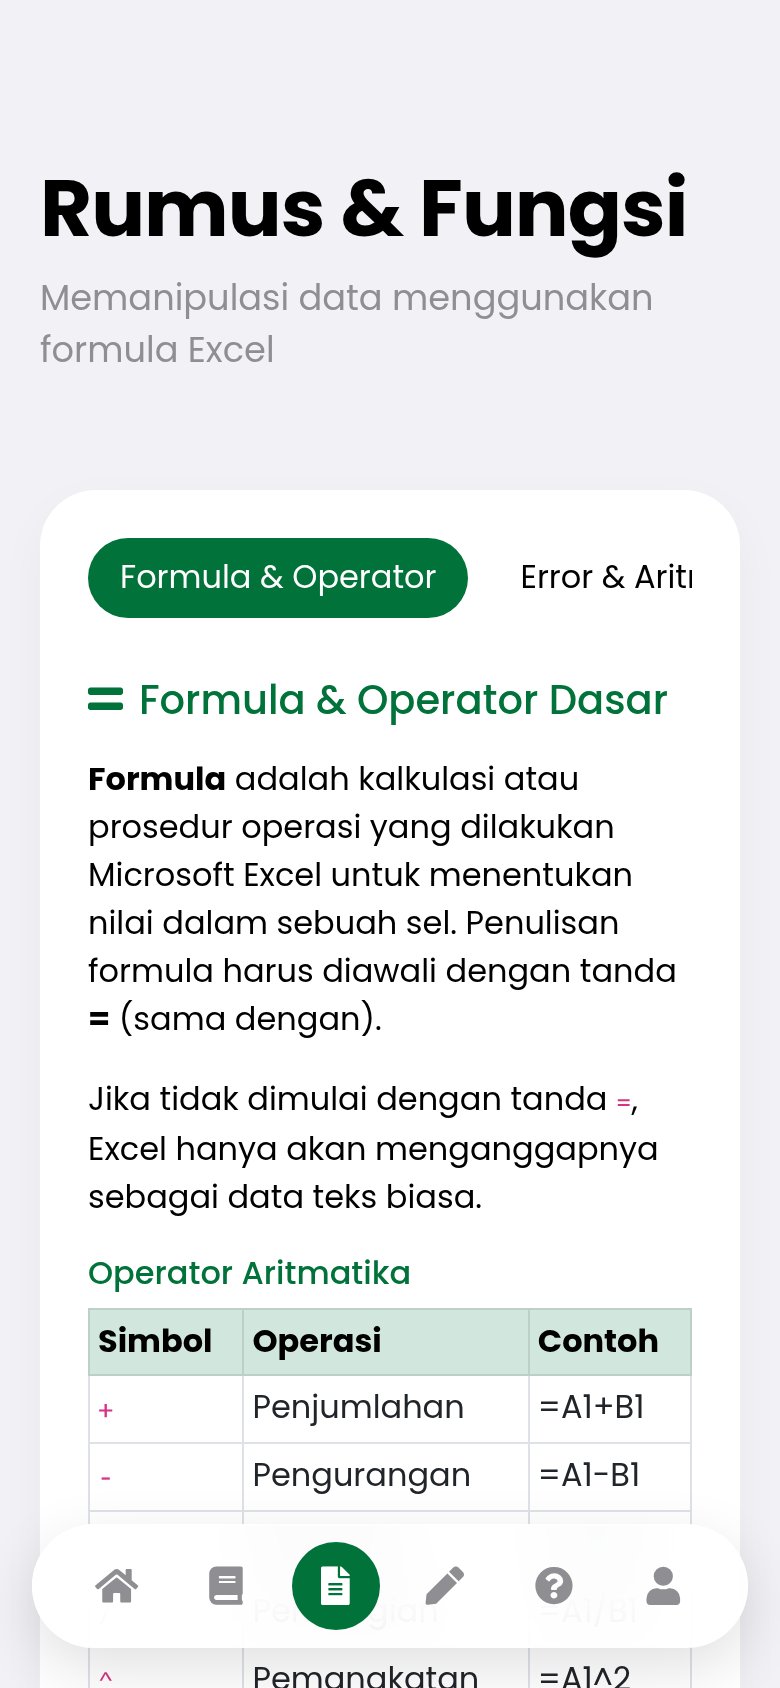 Rumus & Fungsi
Memanipulasi data menggunakan
formula Excel
Formula & Operator
Error & Arit
= Formula & Operator Dasar
Formula adalah kalkulasi atau
prosedur operasi yang dilakukan
Microsoft Excel untuk menentukan
nilai dalam sebuah sel. Penulisan
formula harus diawali dengan tanda
= (sama dengan).
Jika tidak dimulai dengan tanda =,
Excel hanya akan menganggapnya
sebagai data teks biasa.
Operator Aritmatika
Simbol Operasi Contoh
+ Penjumlahan =A1+B1
- Pengurangan =A1-B1
=A1/B1
^ Pemangkatan =A1^2